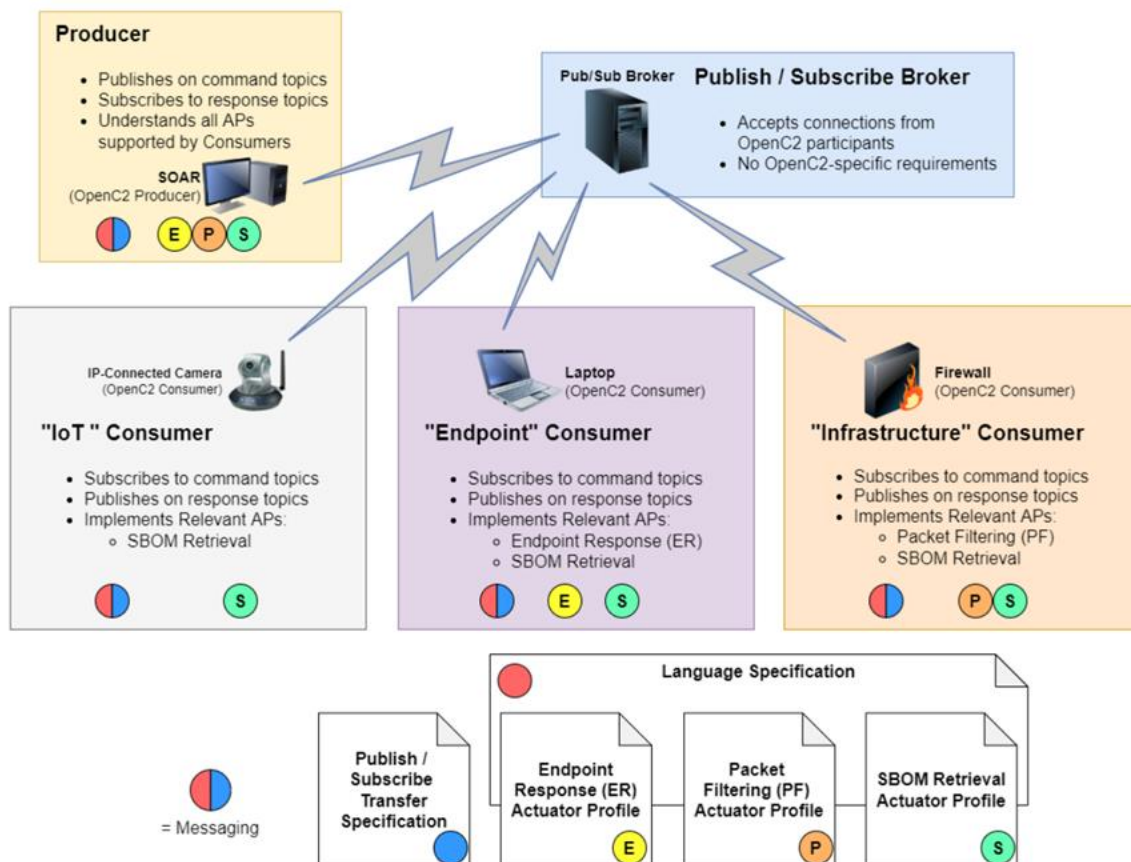 Producer
• Publishes on command topics
• Subscribes to response topics
• Understands all APs
supported by Consumers
SOAR
(OpenC2 Producer)
E P S
Pub/Sub Broker
Publish / Subscribe Broker
• Accepts connections from
OpenC2 participants
• No OpenC2-specific requirements
IP-Connected Camera
(OpenC2 Consumer)
"IoT " Consumer
• Subscribes to command topics
• Publishes on response topics
• Implements Relevant APs:
○ SBOM Retrieval
S
Laptop
(OpenC2 Consumer)
"Endpoint" Consumer
• Subscribes to command topics
• Publishes on response topics
• Implements Relevant APs:
○ Endpoint Response (ER)
○ SBOM Retrieval
E S
Firewall
(OpenC2 Consumer)
"Infrastructure" Consumer
• Subscribes to command topics
• Publishes on response topics
• Implements Relevant APs:
○ Packet Filtering (PF)
○ SBOM Retrieval
P S
= Messaging
Language Specification
Publish /
Subscribe
Transfer
Specification
Endpoint
Response (ER)
Actuator Profile
E
Packet
Filtering (PF)
Actuator Profile
P
SBOM Retrieval
Actuator Profile
S